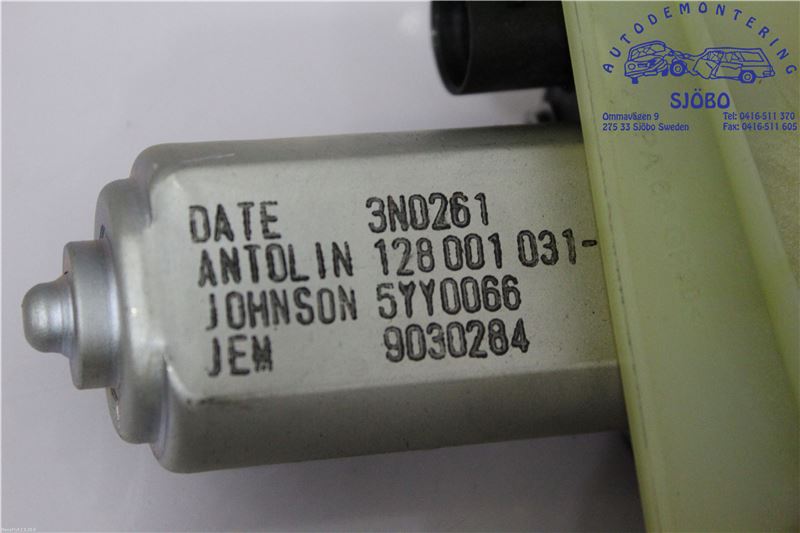 AUTODEMONTERING
SJÖBO
Ommavägen 9
275 33 Sjöbo Sweden
Tel: 0416-511 370
Fax: 0416-511 605
DATE 3N0261
ANTOLIN 128 001 031-
JOHNSON 5YY0066
JEM 9030284